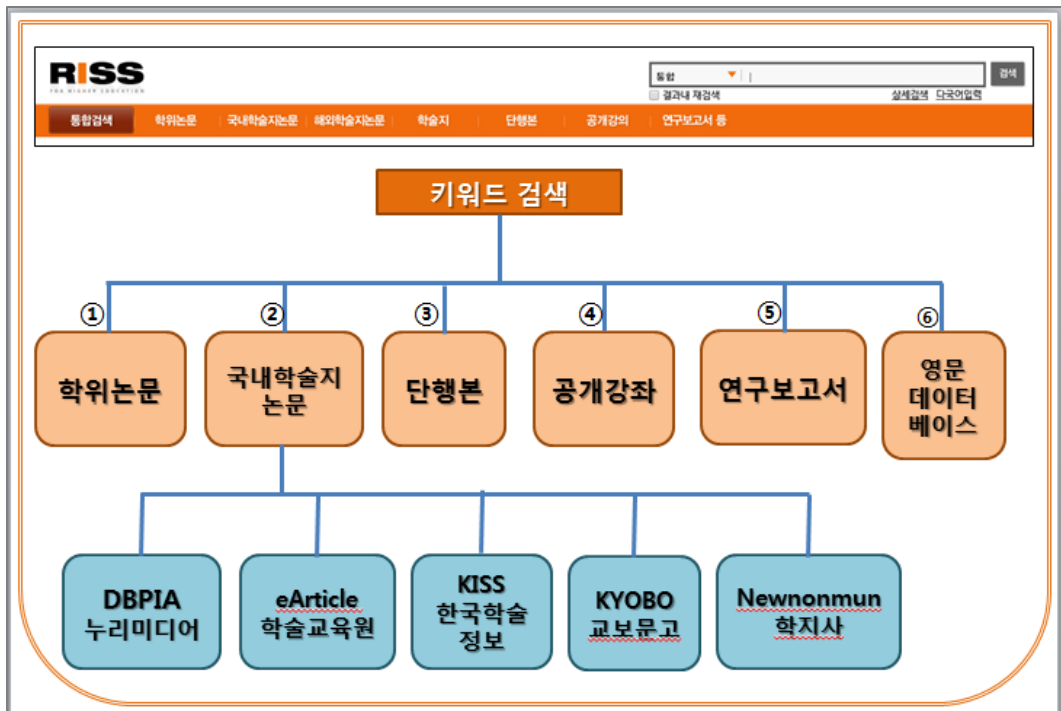 RISS
FOR HIGHER EDUCATION
통합
검색
결과내 재검색
상세검색 다국어입력
통합검색 학위논문 국내학술지논문 해외학술지논문 학술지 단행본 공개강의 연구보고서 등
키워드 검색
① ② ③ ④ ⑤ ⑥
학위논문
국내학술지
논문
단행본
공개강좌
연구보고서
영문
데이터
베이스
DBPIA
누리미디어
eArticle
학술교육원
KISS
한국학술
정보
KYOBO
교보문고
Newnonmun
학지사